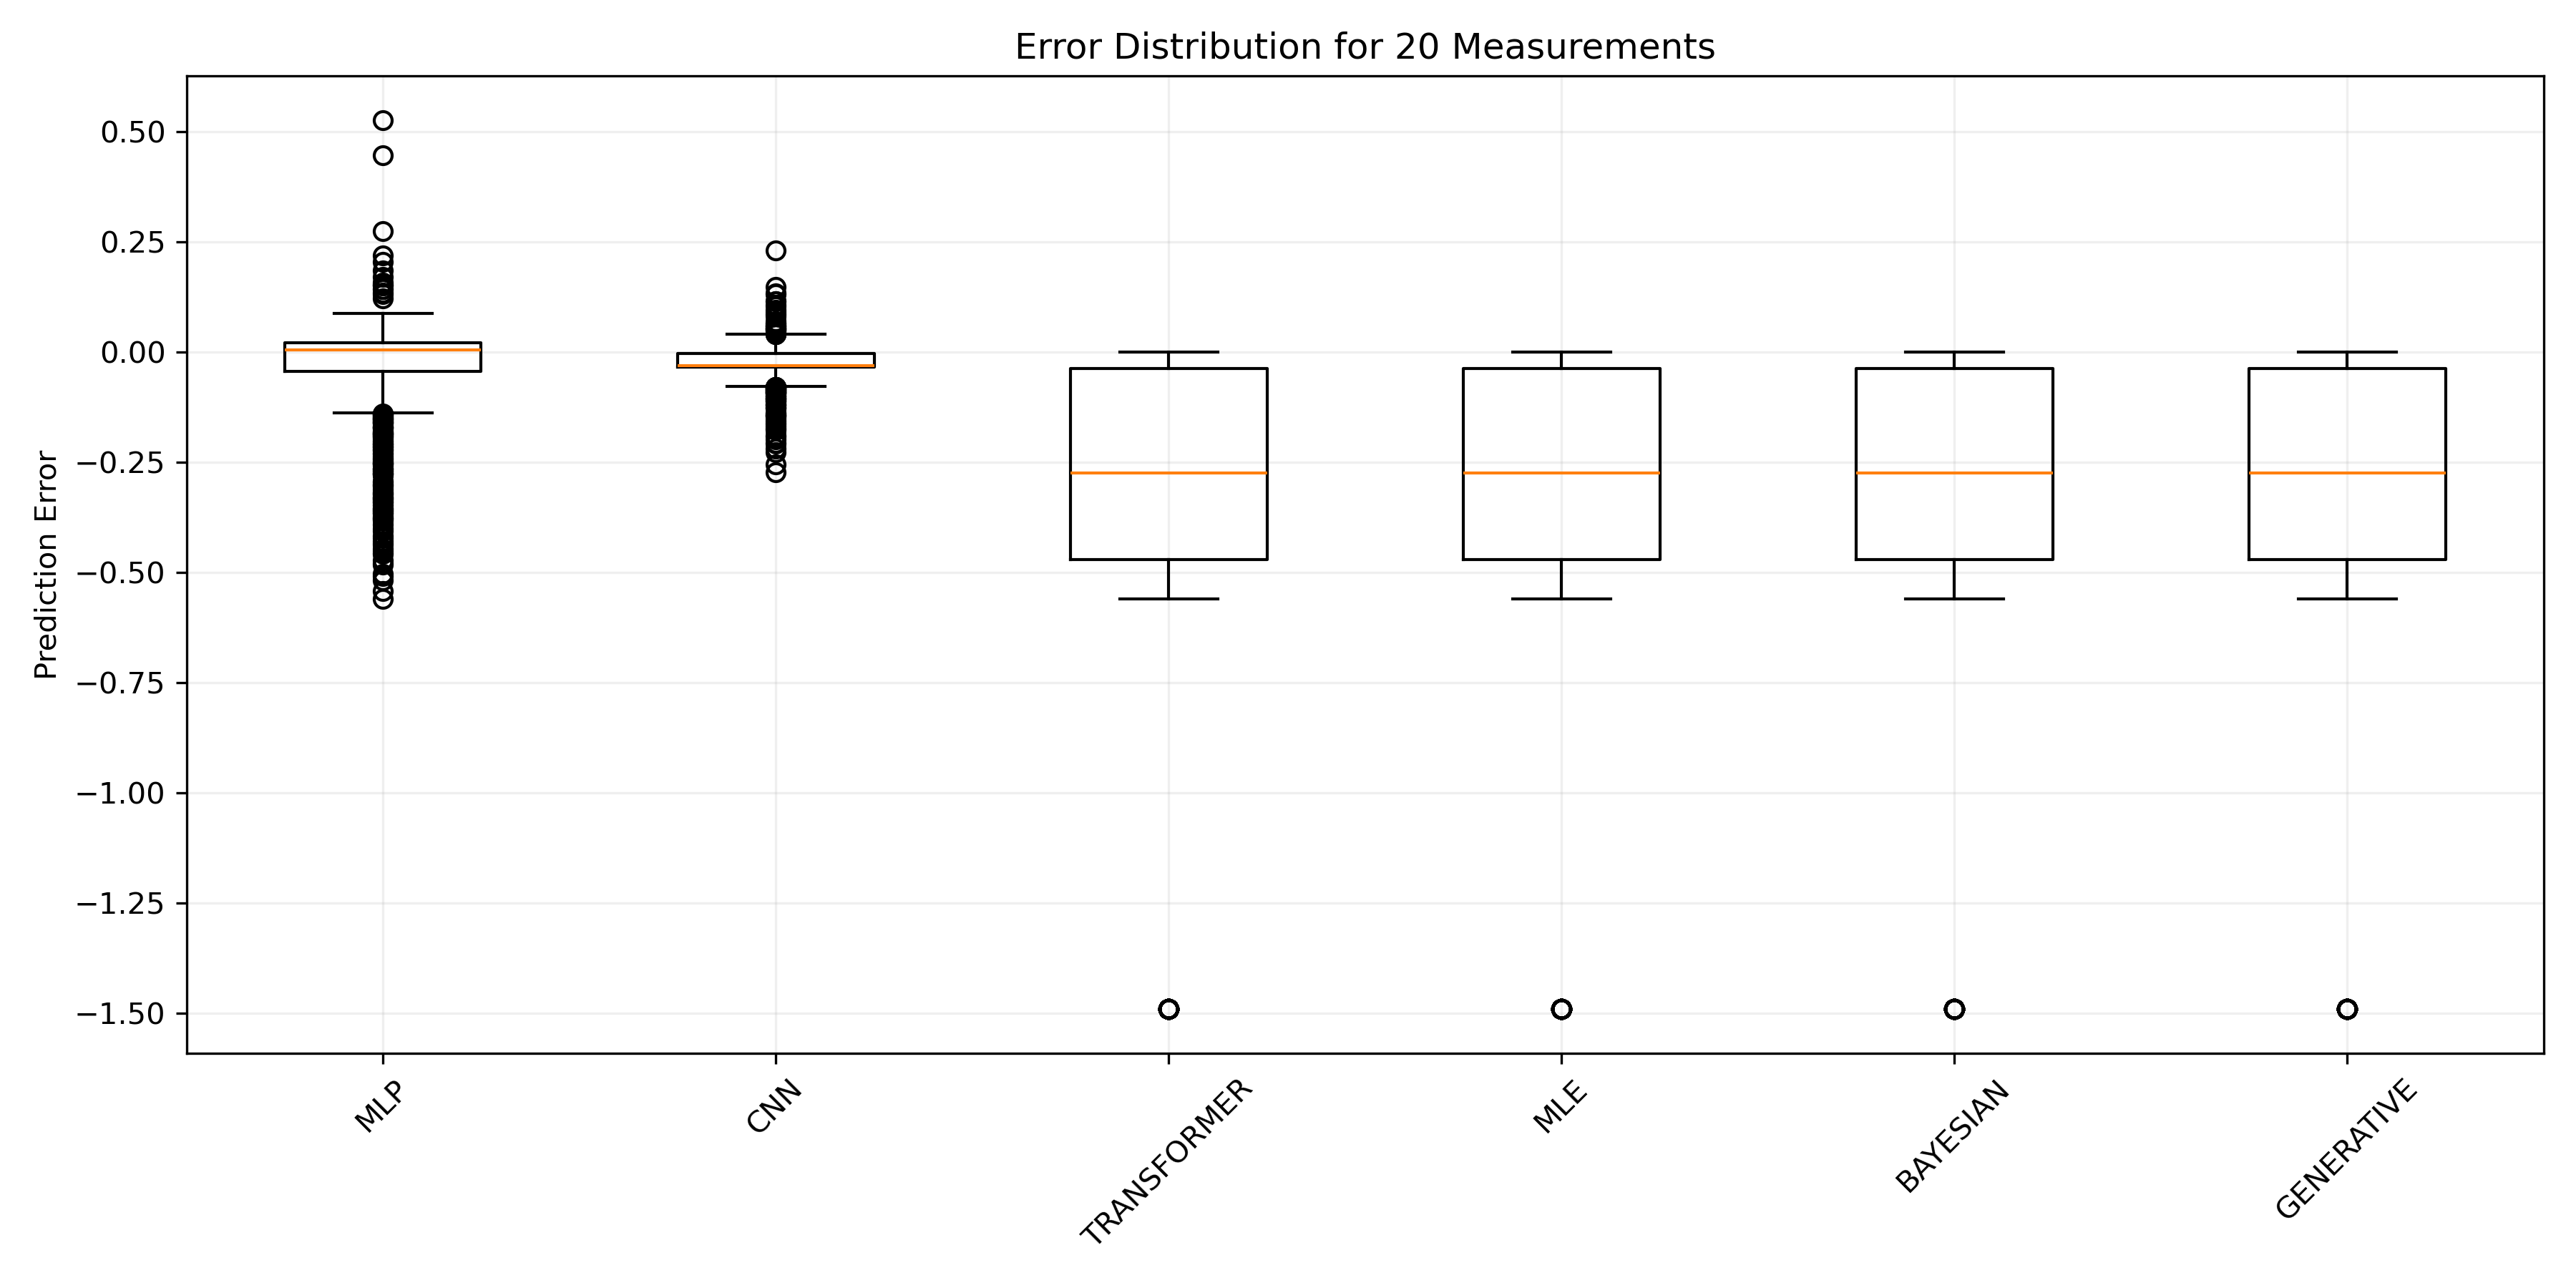 Error Distribution for 20 Measurements
Prediction Error
0.50
0.25
0.00
−0.25
−0.50
−0.75
−1.00
−1.25
−1.50
MLP
CNN
TRANSFORMER
MLE
BAYESIAN
GENERATIVE